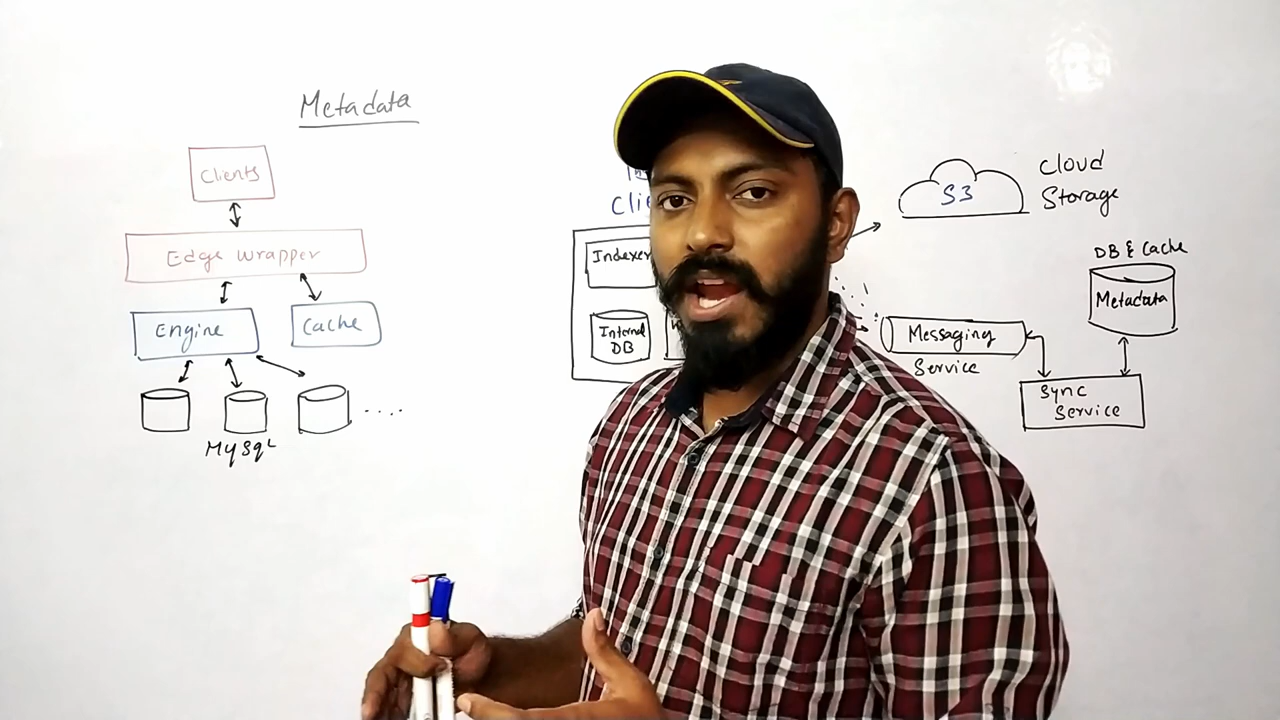 Metadata
Clients
Edge Wrapper
Engine
Cache
MySQL
Indexer
Internal
DB
S3
Cloud
Storage
DB & Cache
Metadata
Messaging
Service
Sync
Service